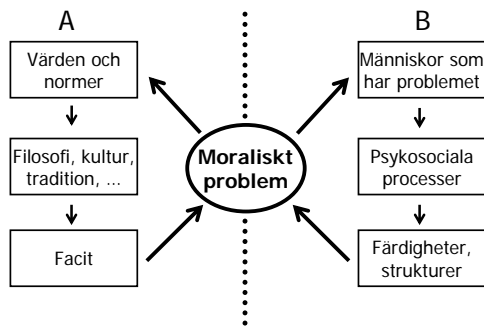 A
Värden och
normer
Filosofi, kultur,
tradition, ...
Facit
Moraliskt
problem
B
Människor som
har problemet
Psykosociala
processer
Färdigheter,
strukturer